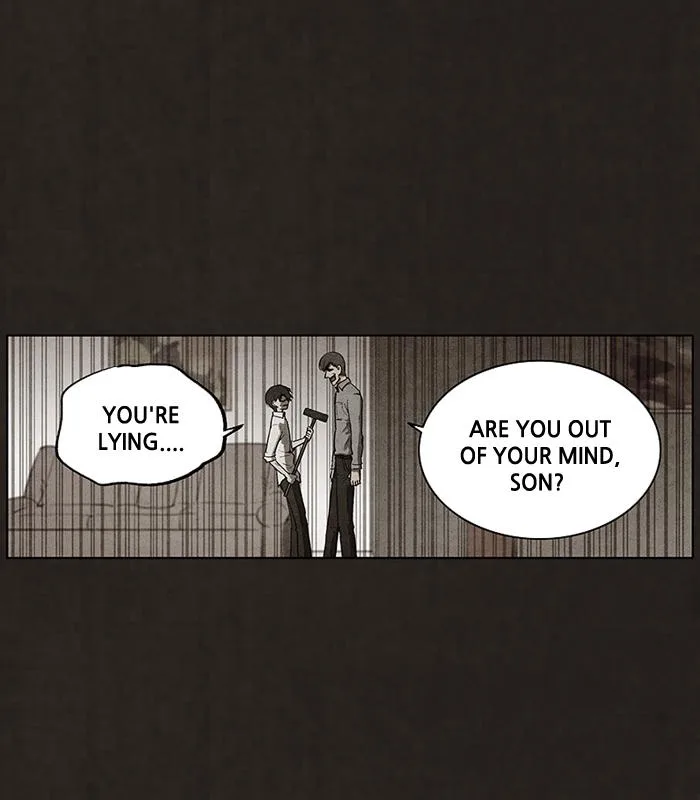 YOU'RE
LYING....
ARE YOU OUT
OF YOUR MIND,
SON?